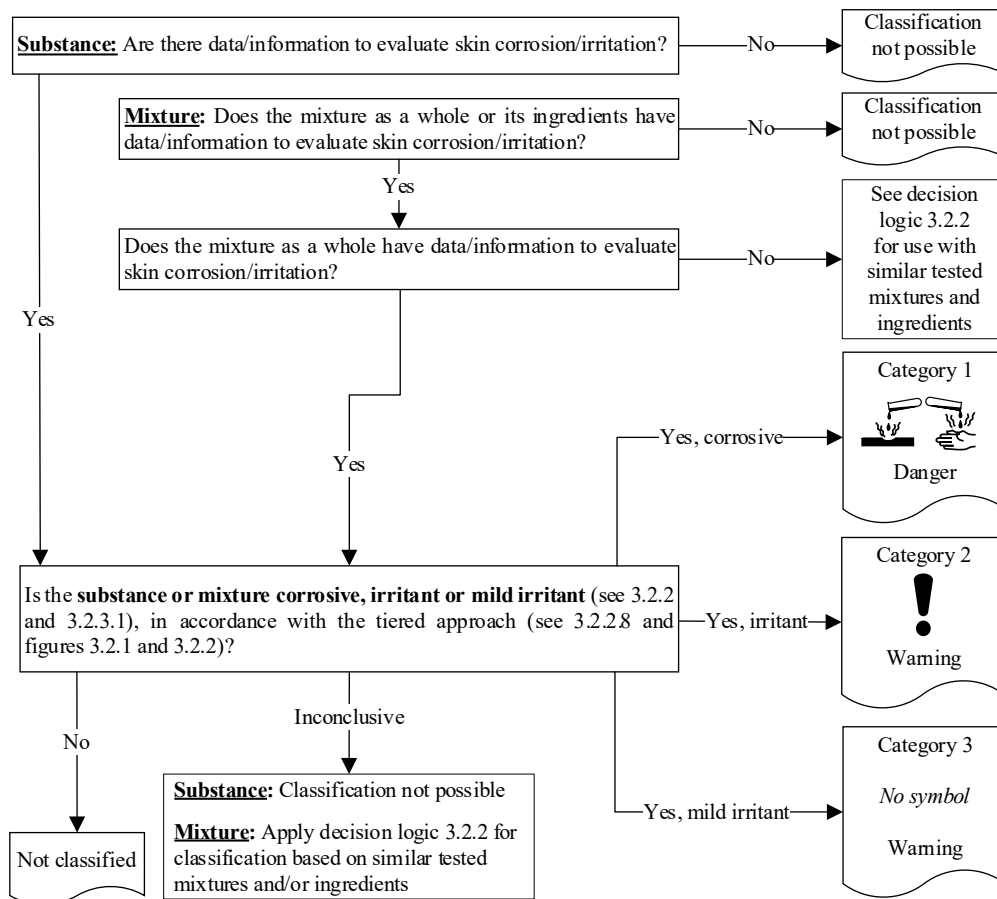 Substance: Are there data/information to evaluate skin corrosion/irritation?
No
Classification
not possible
Mixture: Does the mixture as a whole or its ingredients have
data/information to evaluate skin corrosion/irritation?
No
Classification
not possible
Yes
Does the mixture as a whole have data/information to evaluate
skin corrosion/irritation?
No
See decision
logic 3.2.2
for use with
similar tested
mixtures and
ingredients
Yes
Yes
Yes, corrosive
Category 1
Danger
Is the substance or mixture corrosive, irritant or mild irritant (see 3.2.2
and 3.2.3.1), in accordance with the tiered approach (see 3.2.2.8 and
figures 3.2.1 and 3.2.2)?
Yes, irritant
Category 2
Warning
No
Inconclusive
Yes, mild irritant
Category 3
No symbol
Warning
Not classified
Substance: Classification not possible
Mixture: Apply decision logic 3.2.2 for
classification based on similar tested
mixtures and/or ingredients